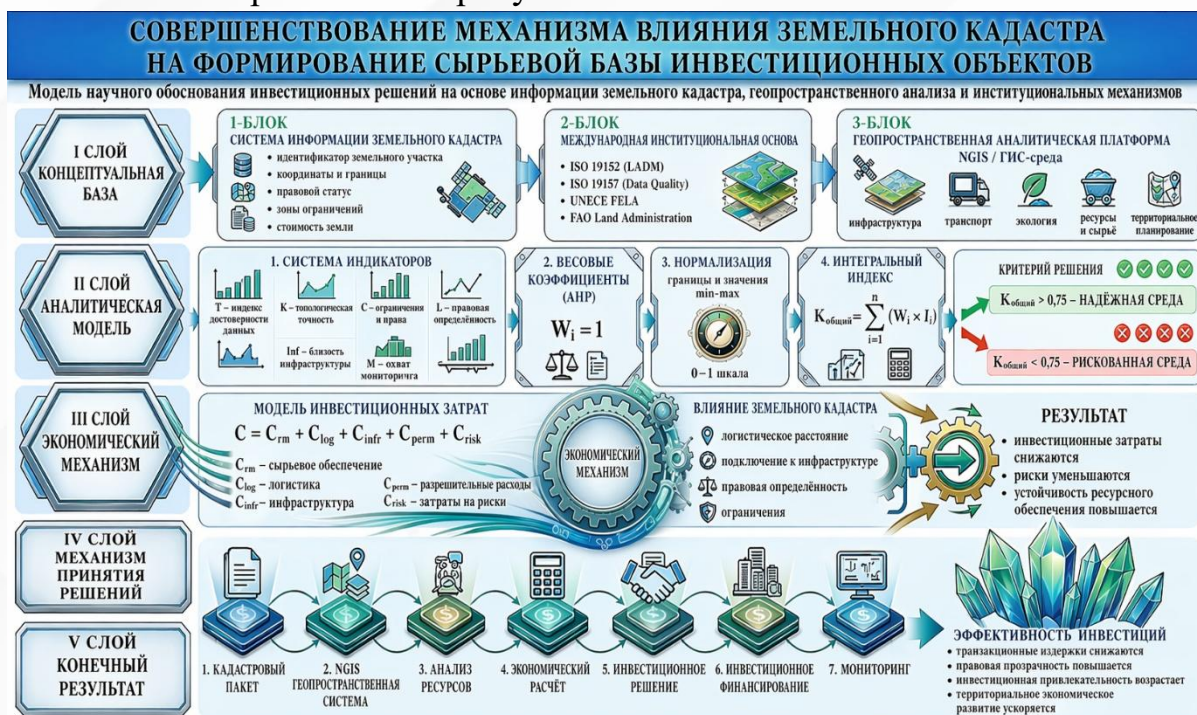 СОВЕРШЕНСТВОВАНИЕ МЕХАНИЗМА ВЛИЯНИЯ ЗЕМЕЛЬНОГО КАДАСТРА
НА ФОРМИРОВАНИЕ СЫРЬЕВОЙ БАЗЫ ИНВЕСТИЦИОННЫХ ОБЪЕКТОВ
Модель научного обоснования инвестиционных решений на основе информации земельного кадастра, геопространственного анализа и институциональных механизмов
I СЛОЙ
КОНЦЕПТУАЛЬНАЯ
БАЗА
1-БЛОК
СИСТЕМА ИНФОРМАЦИИ ЗЕМЕЛЬНОГО КАДАСТРА
• идентификатор земельного участка
• координаты и границы
• правовой статус
• зоны ограничений
• стоимость земли
2-БЛОК
МЕЖДУНАРОДНАЯ ИНСТИТУЦИОНАЛЬНАЯ ОСНОВА
• ISO 19152 (LADM)
• ISO 19157 (Data Quality)
• UNECE FELA
• FAO Land Administration
3-БЛОК
ГЕОПРОСТРАНСТВЕННАЯ АНАЛИТИЧЕСКАЯ ПЛАТФОРМА
NGIS / ГИС-среда
инфраструктура
транспорт
экология
ресурсы
и сырьё
территориальное
планирование
II СЛОЙ
АНАЛИТИЧЕСКАЯ
МОДЕЛЬ
1. СИСТЕМА ИНДИКАТОРОВ
T – индекс
достоверности
данных
K – топологическая
точность
C – ограничения
и права
L – правовая
определённость
Inf – близость
инфраструктуры
M – охват
мониторичга
2. ВЕСОВЫЕ
КОЭФФИЦИЕНТЫ
(AHP)
Wi = 1
3. НОРМАЛИЗАЦИЯ
границы и значения
min-max
0 – 1 шкала
4. ИНТЕГРАЛЬНЫЙ
ИНДЕКС
Kобщий = n∑i=1 (Wi × Ii)
КРИТЕРИЙ РЕШЕНИЯ
Kобщий > 0,75 – НАДЁЖНАЯ СРЕДА
Kобщий < 0,75 – РИСКОВАННАЯ СРЕДА
III СЛОЙ
ЭКОНОМИЧЕСКИЙ
МЕХАНИЗМ
МОДЕЛЬ ИНВЕСТИЦИОННЫХ ЗАТРАТ
C = Crm + Clog + Cinfr + Cperm + Crisk
Crm – сырьевое обеспечение
Clog – логистика
Cinfr – инфраструктура
Cperm – разрешительные расходы
Crisk – затраты на риски
ЭКОНОМИЧЕСКИЙ
МЕХАНИЗМ
ВЛИЯНИЕ ЗЕМЕЛЬНОГО КАДАСТРА
логистическое расстояние
подключение к инфраструктуре
правовая определённость
ограничения
РЕЗУЛЬТАТ
• инвестиционные затраты
снижаются
• риски уменьшаются
• устойчивость ресурсного
обеспечения повышается
IV СЛОЙ
МЕХАНИЗМ
ПРИНЯТИЯ
РЕШЕНИЙ
V СЛОЙ
КОНЕЧНЫЙ
РЕЗУЛЬТАТ
1. КАДАСТРОВЫЙ
ПАКЕТ
2. NGIS
ГЕОПРОСТРАНСТВЕННАЯ
СИСТЕМА
3. АНАЛИЗ
РЕСУРСОВ
4. ЭКОНОМИЧЕСКИЙ
РАСЧЁТ
5. ИНВЕСТИЦИОННОЕ
РЕШЕНИЕ
6. ИНВЕСТИЦИОННОЕ
ФИНАНСИРОВАНИЕ
7. МОНИТОРИНГ
ЭФФЕКТИВНОСТЬ ИНВЕСТИЦИЙ
• транзакционные издержки снижаются
• правовая прозрачность повышается
• инвестиционная привлекательность возрастает
• территориальное экономическое
развитие ускоряется